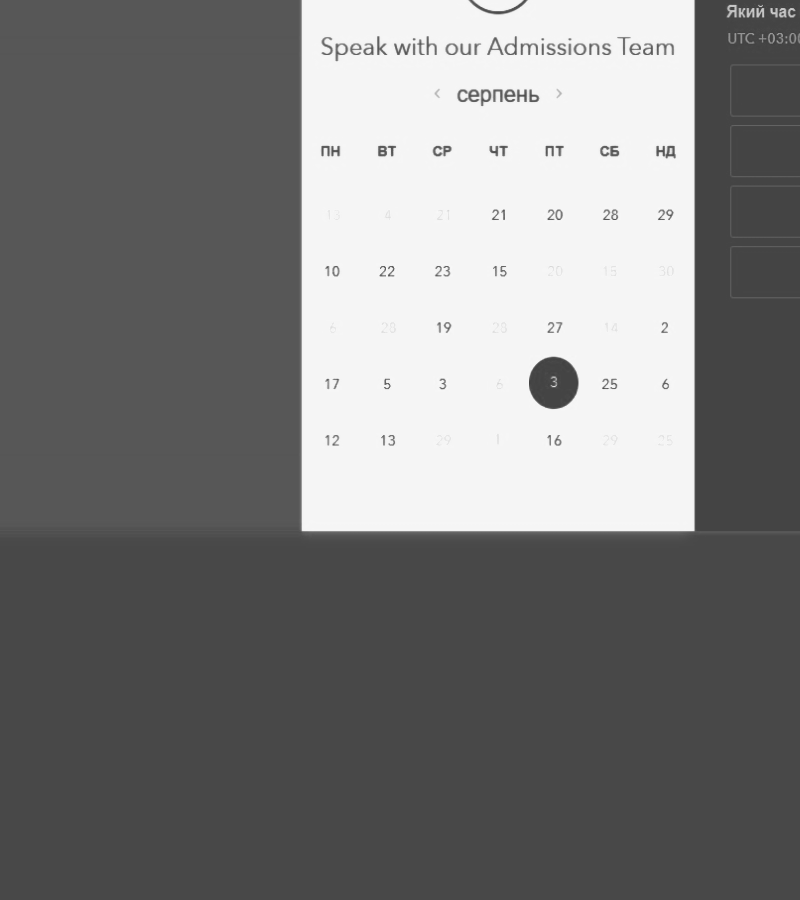 Speak with our Admissions Team
‹ серпень ›
ПН ВТ СР ЧТ ПТ СБ НД
13 4 21 21 20 28 29
10 22 23 15 20 15 30
6 28 19 28 27 14 2
17 5 3 6 3 25 6
12 13 29 1 16 29 25
Який час
UTC +03:00